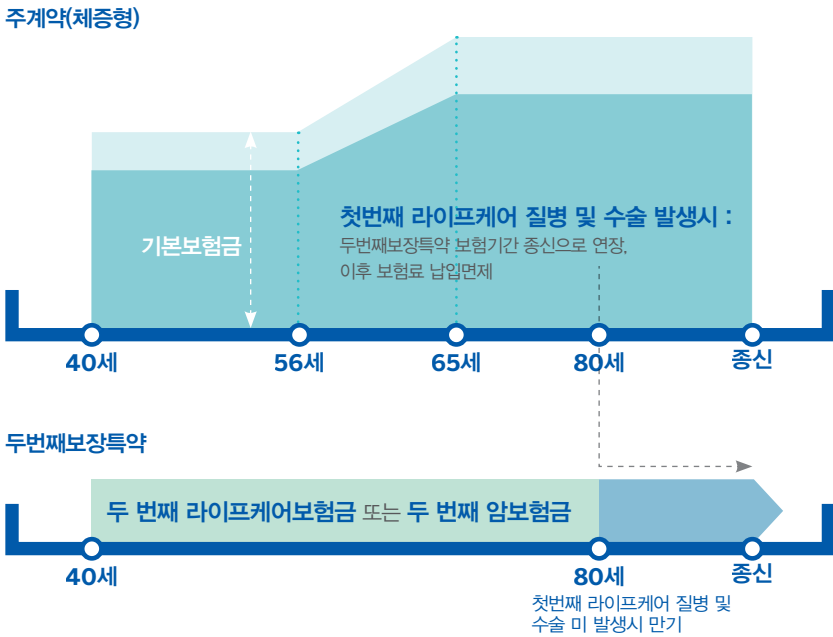 주계약(체증형)
기본보험금
첫번째 라이프케어 질병 및 수술 발생시 :
두번째보장특약 보험기간 종신으로 연장,
이후 보험료 납입면제
40세 56세 65세 80세 종신
두번째보장특약
두 번째 라이프케어보험금 또는 두 번째 암보험금
40세 80세 종신
첫번째 라이프케어 질병 및
수술 미 발생시 만기